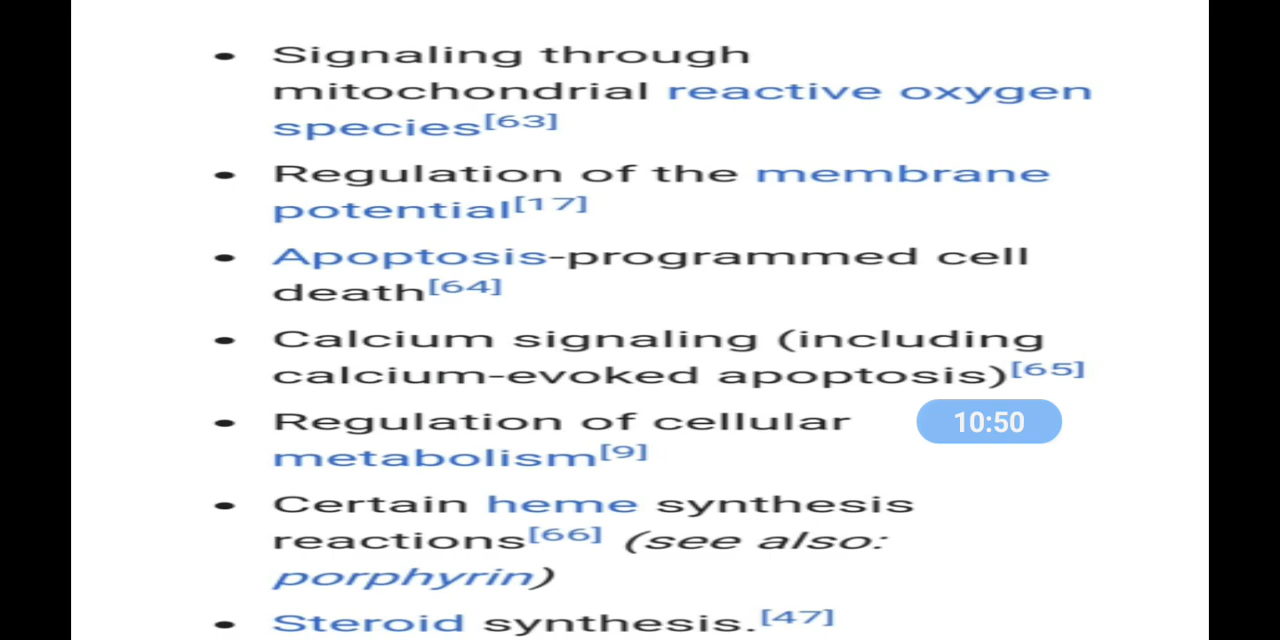 • Signaling through
mitochondrial reactive oxygen
species[63]
• Regulation of the membrane
potential[17]
• Apoptosis-programmed cell
death[64]
• Calcium signaling (including
calcium-evoked apoptosis)[65]
• Regulation of cellular
10:50
metabolism[9]
• Certain heme synthesis
reactions[66] (see also:
porphyrin)
• Steroid synthesis.[47]